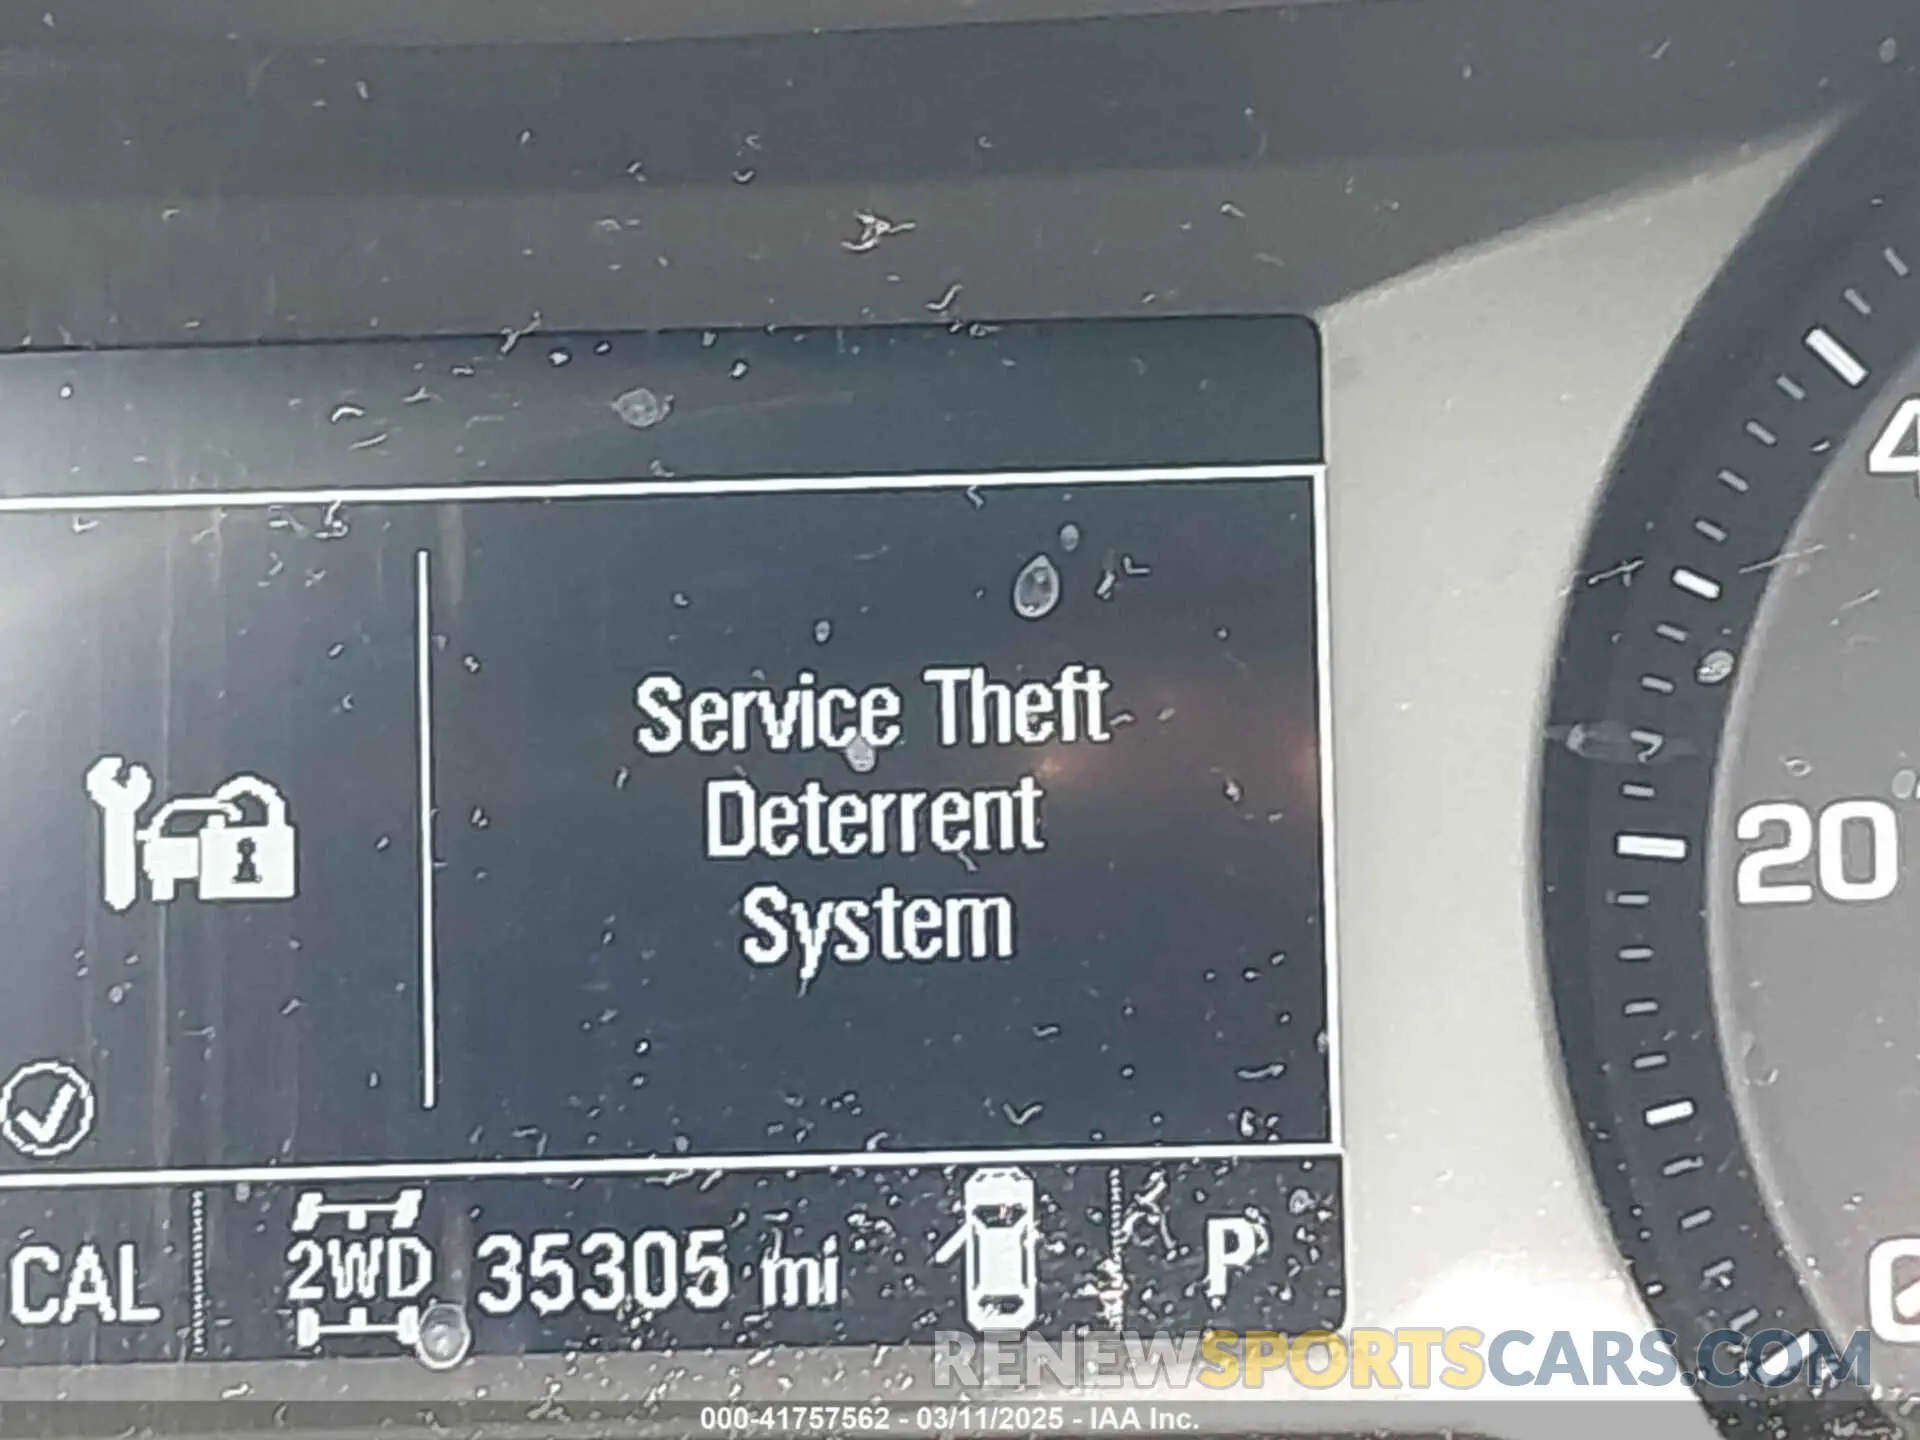 Service Theft
Deterrent
System
CAL
2WD
35305 mi
P
4
20
0
RENEWSPORTSCARS.COM
000-41757562 - 03/11/2025 - IAA Inc.